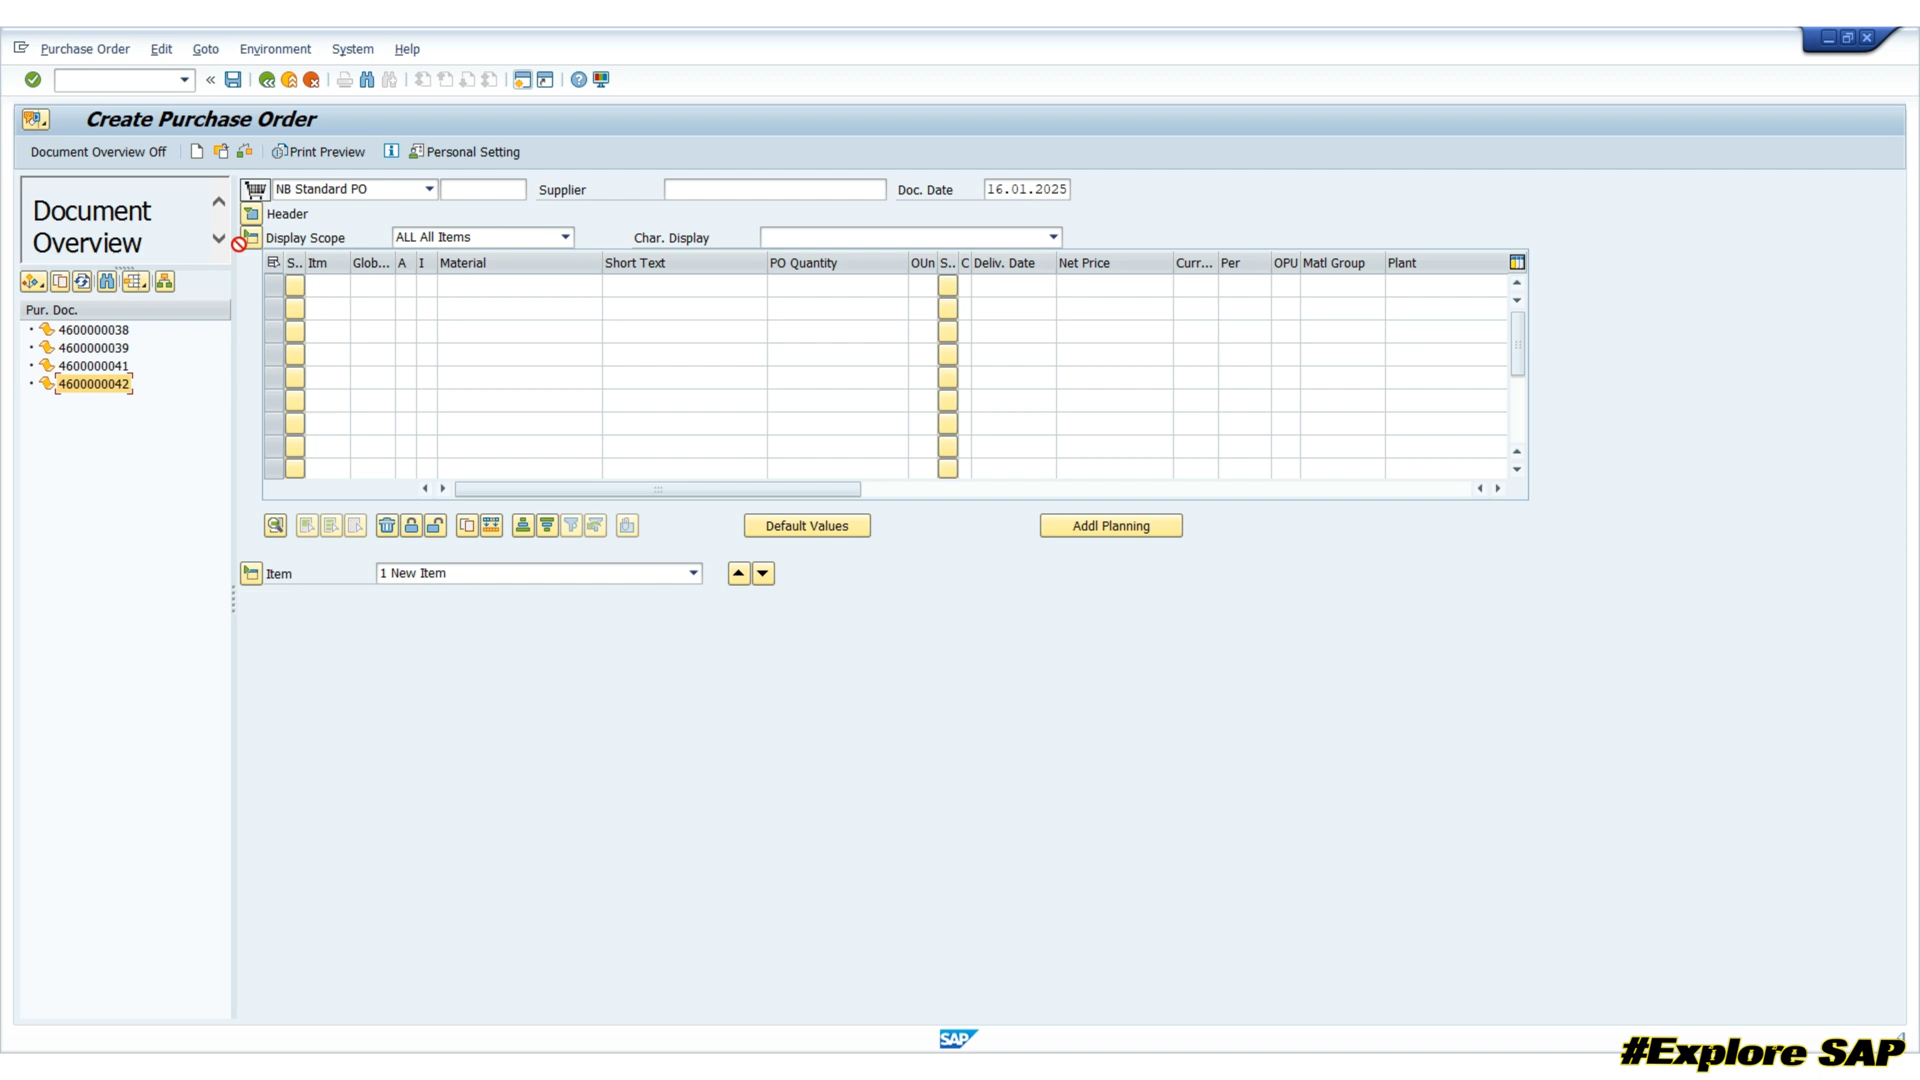 Purchase Order Edit Goto Environment System Help
Create Purchase Order
Document Overview Off Print Preview Personal Setting
NB Standard PO Supplier Doc. Date 16.01.2025
Document
Overview
Header
Display Scope ALL All Items Char. Display
S.. Itm Glob... A I Material Short Text PO Quantity OUn S.. C Deliv. Date Net Price Curr... Per OPU Matl Group Plant
Pur. Doc.
4600000038
4600000039
4600000041
4600000042
Default Values Addl Planning
Item 1 New Item
SAP
#Explore SAP